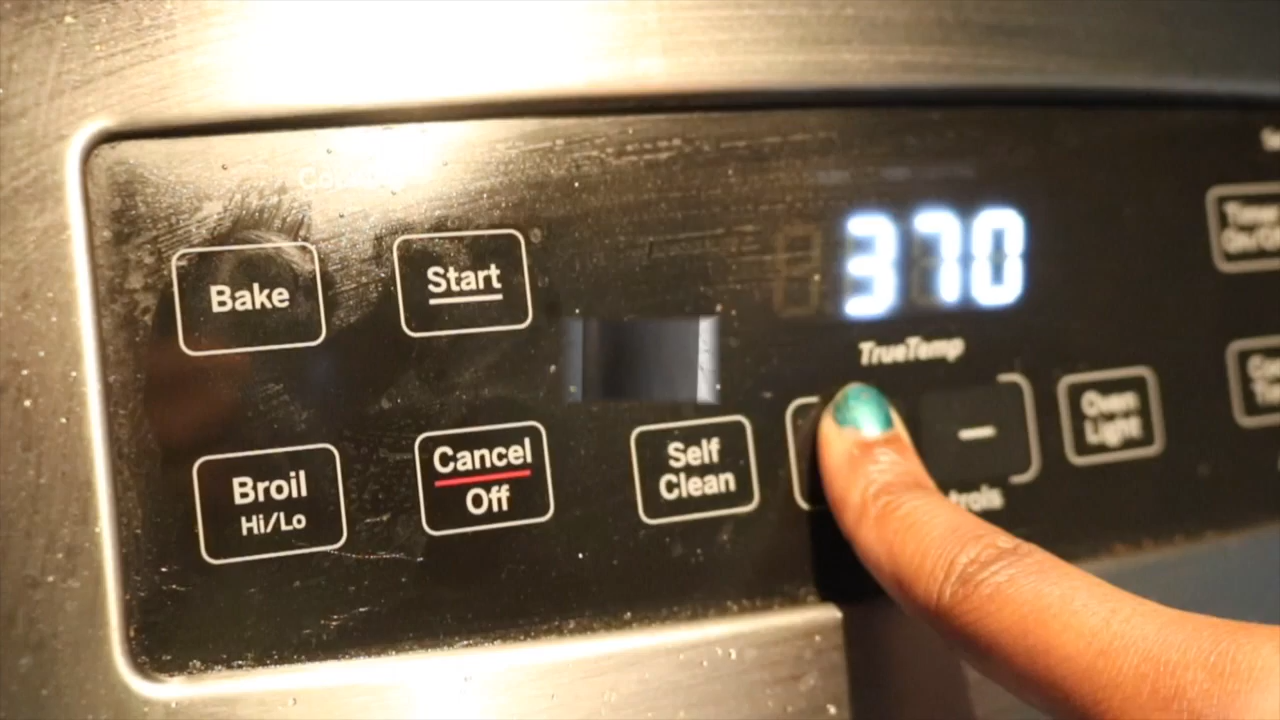 370
TrueTemp
Bake
Start
Broil
Hi/Lo
Cancel
Off
Self
Clean
–
Oven
Light